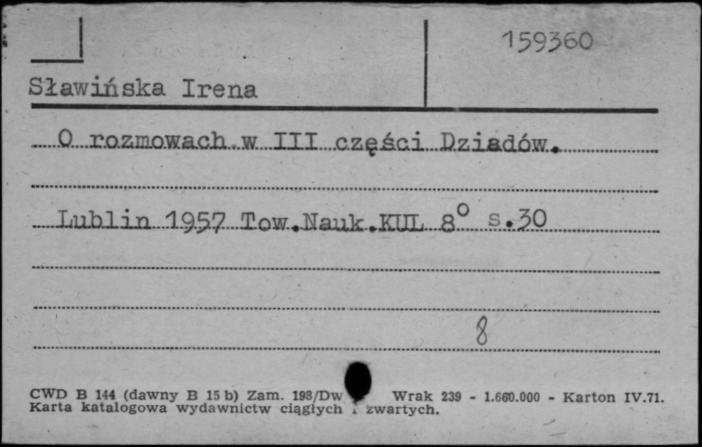 159360
Sławińska Irena
O rozmowach w III części Dziadów.
Lublin 1957 Tow.Nauk.KUL 8° s.30
8
CWD B 144 (dawny B 15 b) Zam. 198/Dw Wrak 239 - 1.660.000 - Karton IV.71.
Karta katalogowa wydawnictw ciągłych i zwartych.